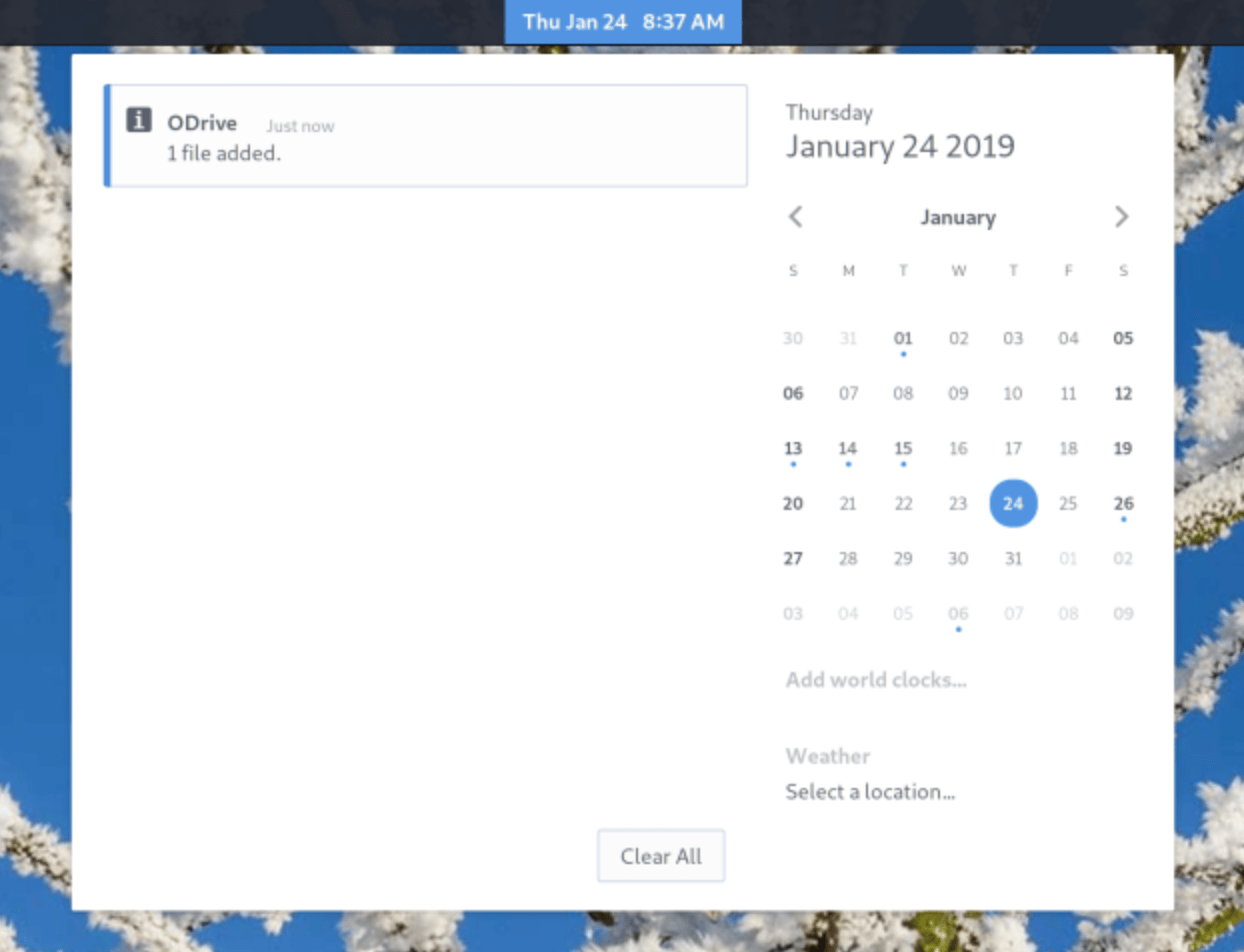 Thu Jan 24 8:37 AM
ODrive Just now
1 file added.
Thursday
January 24 2019
January
S M T W T F S
30 31 01 02 03 04 05
06 07 08 09 10 11 12
13 14 15 16 17 18 19
20 21 22 23 24 25 26
27 28 29 30 31 01 02
03 04 05 06 07 08 09
Add world clocks...
Weather
Select a location...
Clear All